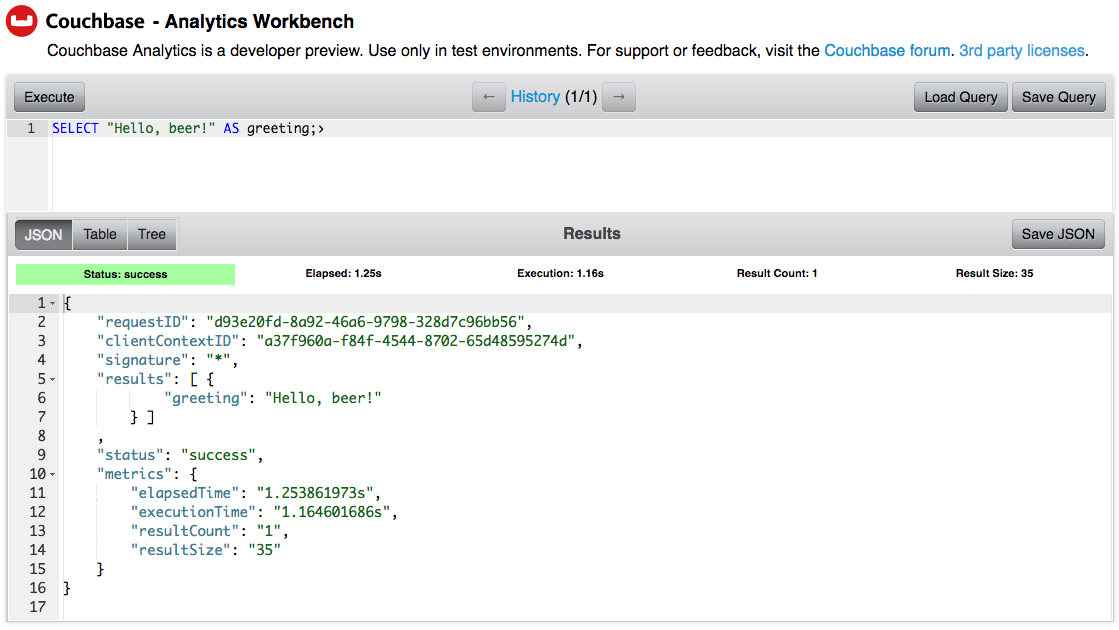 Couchbase - Analytics Workbench
Couchbase Analytics is a developer preview. Use only in test environments. For support or feedback, visit the Couchbase forum. 3rd party licenses.
Execute ← History (1/1) → Load Query Save Query
1 SELECT "Hello, beer!" AS greeting;>
JSON Table Tree Results Save JSON
Status: success Elapsed: 1.25s Execution: 1.16s Result Count: 1 Result Size: 35
1 {
2 "requestID": "d93e20fd-8a92-46a6-9798-328d7c96bb56",
3 "clientContextID": "a37f960a-f84f-4544-8702-65d48595274d",
4 "signature": "*",
5 "results": [ {
6 "greeting": "Hello, beer!"
7 } ]
8 ,
9 "status": "success",
10 "metrics": {
11 "elapsedTime": "1.253861973s",
12 "executionTime": "1.164601686s",
13 "resultCount": "1",
14 "resultSize": "35"
15 }
16 }
17